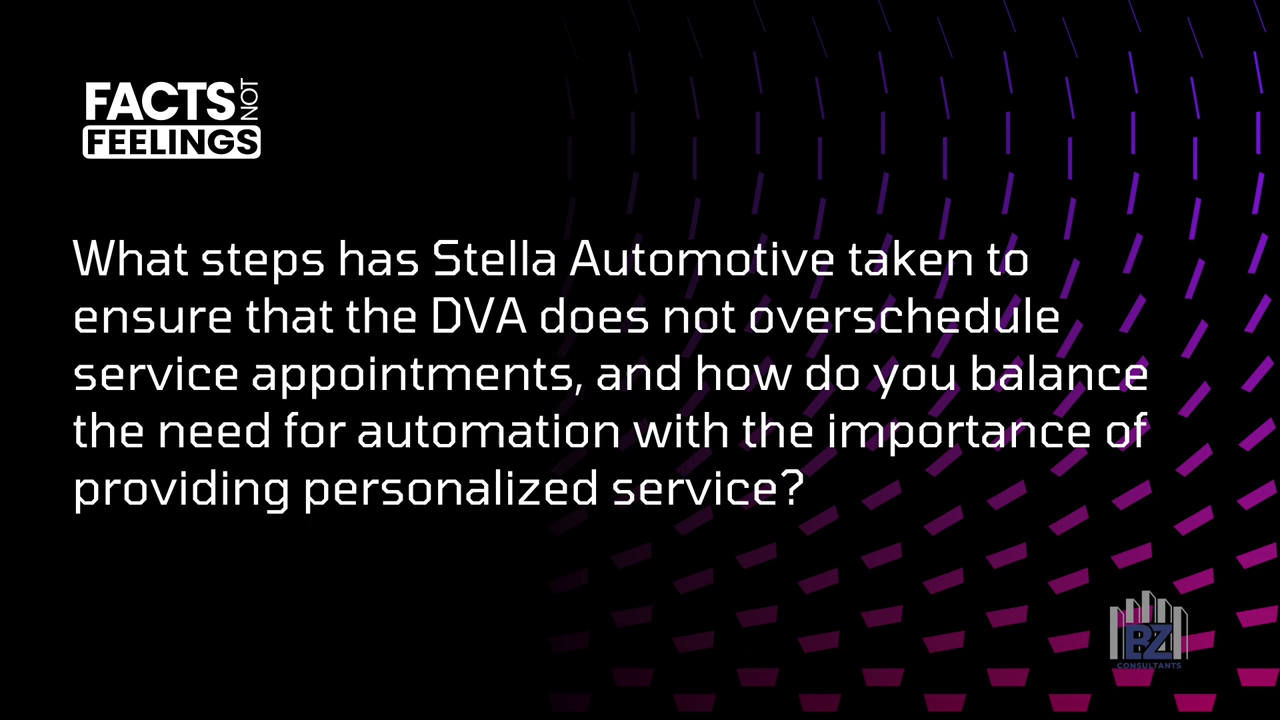 FACTS NOT
FEELINGS
What steps has Stella Automotive taken to
ensure that the DVA does not overschedule
service appointments, and how do you balance
the need for automation with the importance of
providing personalized service?
BZ
CONSULTANTS